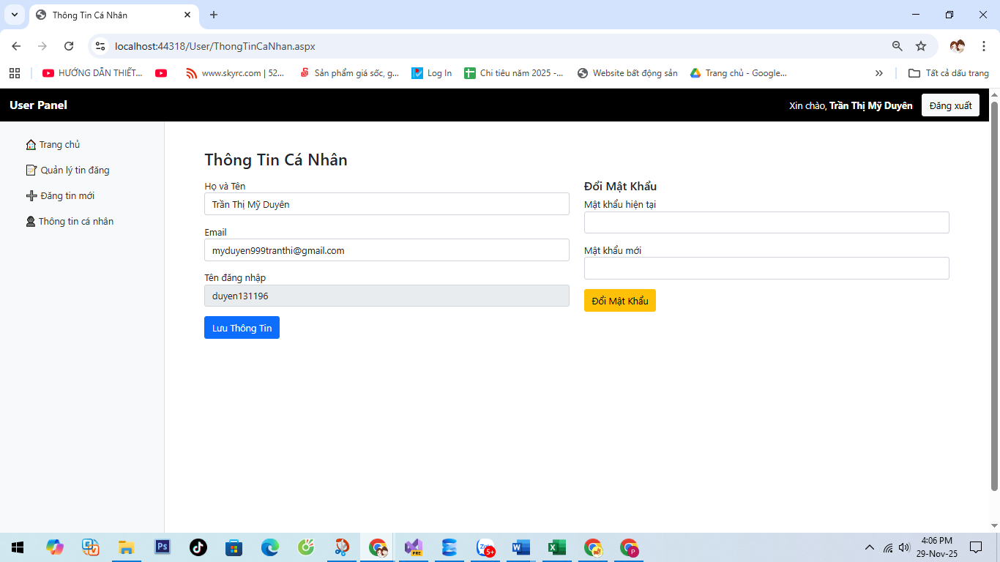 Thông Tin Cá Nhân
localhost:44318/User/ThongTinCaNhan.aspx
HƯỚNG DẪN THIẾT...
www.skyrc.com | 52...
Sản phẩm giá sốc, g...
Log In
Chi tiêu năm 2025 -...
Website bất động sản
Trang chủ - Google...
Tất cả dấu trang
User Panel
Xin chào, Trần Thị Mỹ Duyên
Đăng xuất
Trang chủ
Quản lý tin đăng
Đăng tin mới
Thông tin cá nhân
Thông Tin Cá Nhân
Họ và Tên
Trần Thị Mỹ Duyên
Email
myduyen999tranthi@gmail.com
Tên đăng nhập
duyen131196
Lưu Thông Tin
Đổi Mật Khẩu
Mật khẩu hiện tại
Mật khẩu mới
Đổi Mật Khẩu
Ps
PRE
Zalo
5+
W
X
P
4:06 PM
29-Nov-25